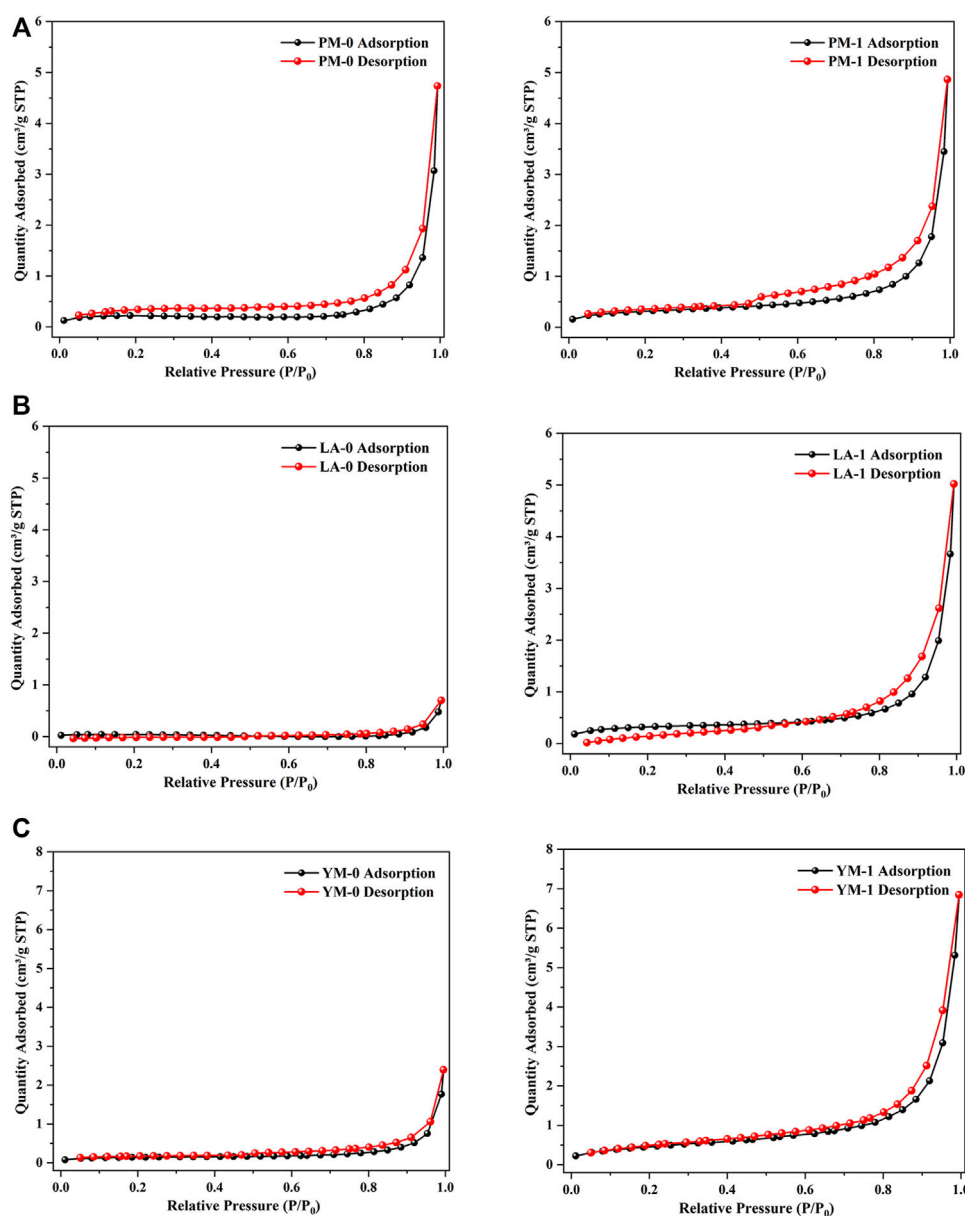 A
PM-0 Adsorption
PM-0 Desorption
Quantity Adsorbed (cm³/g STP)
6
5
4
3
2
1
0
0.0 0.2 0.4 0.6 0.8 1.0
Relative Pressure (P/P₀)
PM-1 Adsorption
PM-1 Desorption
Quantity Adsorbed (cm³/g STP)
6
5
4
3
2
1
0
0.0 0.2 0.4 0.6 0.8 1.0
Relative Pressure (P/P₀)
B
LA-0 Adsorption
LA-0 Desorption
Quantity Adsorbed (cm³/g STP)
6
5
4
3
2
1
0
0.0 0.2 0.4 0.6 0.8 1.0
Relative Pressure (P/P₀)
LA-1 Adsorption
LA-1 Desorption
Quantity Adsorbed (cm³/g STP)
6
5
4
3
2
1
0
0.0 0.2 0.4 0.6 0.8 1.0
Relative Pressure (P/P₀)
C
YM-0 Adsorption
YM-0 Desorption
Quantity Adsorbed (cm³/g STP)
8
7
6
5
4
3
2
1
0
0.0 0.2 0.4 0.6 0.8 1.0
Relative Pressure (P/P₀)
YM-1 Adsorption
YM-1 Desorption
Quantity Adsorbed (cm³/g STP)
8
7
6
5
4
3
2
1
0
0.0 0.2 0.4 0.6 0.8 1.0
Relative Pressure (P/P₀)